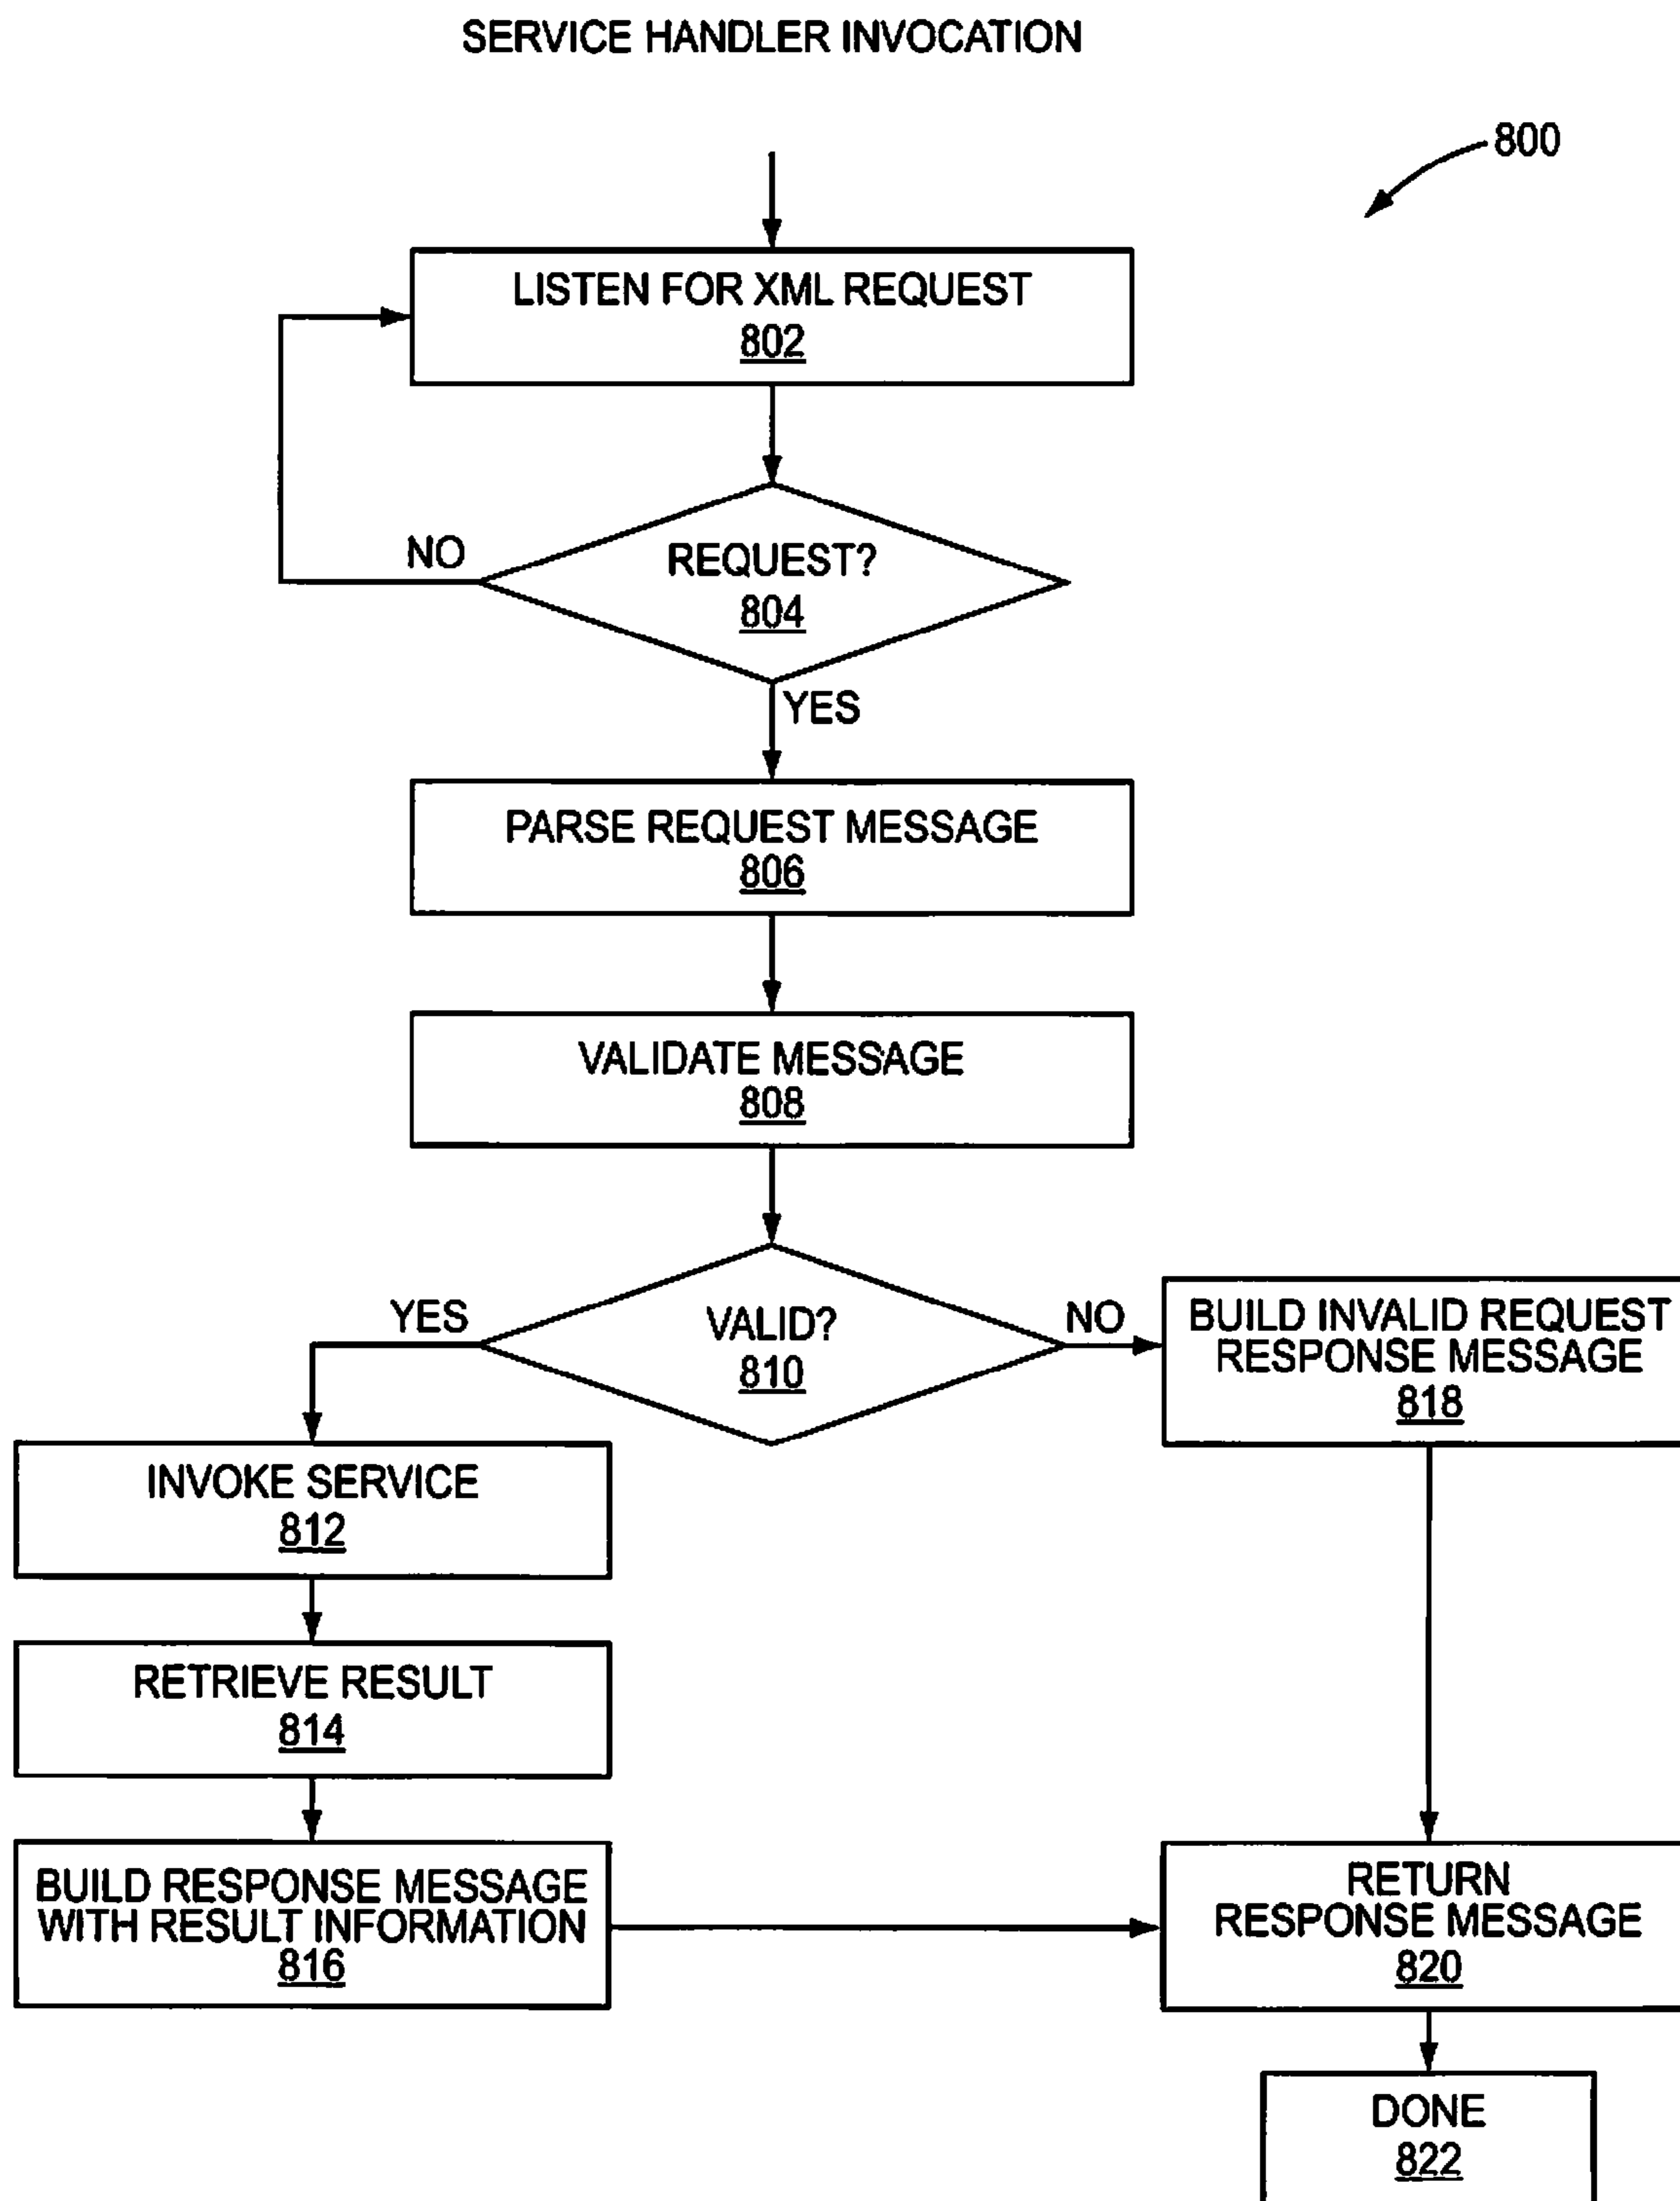 SERVICE HANDLER INVOCATION
800
LISTEN FOR XML REQUEST
802
REQUEST?
804
NO
YES
PARSE REQUEST MESSAGE
806
VALIDATE MESSAGE
808
VALID?
810
YES
NO
BUILD INVALID REQUEST
RESPONSE MESSAGE
818
INVOKE SERVICE
812
RETRIEVE RESULT
814
BUILD RESPONSE MESSAGE
WITH RESULT INFORMATION
816
RETURN
RESPONSE MESSAGE
820
DONE
822